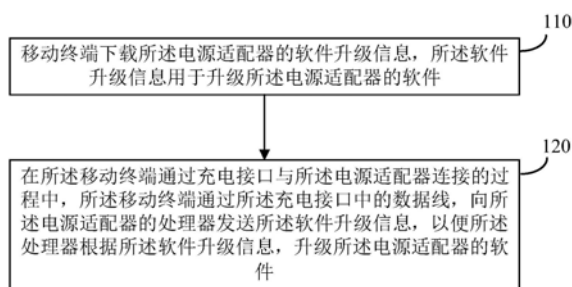 110
移动终端下载所述电源适配器的软件升级信息，所述软件
升级信息用于升级所述电源适配器的软件
120
在所述移动终端通过充电接口与所述电源适配器连接的过
程中，所述移动终端通过所述充电接口中的数据线，向所
述电源适配器的处理器发送所述软件升级信息，以便所述
处理器根据所述软件升级信息，升级所述电源适配器的软
件